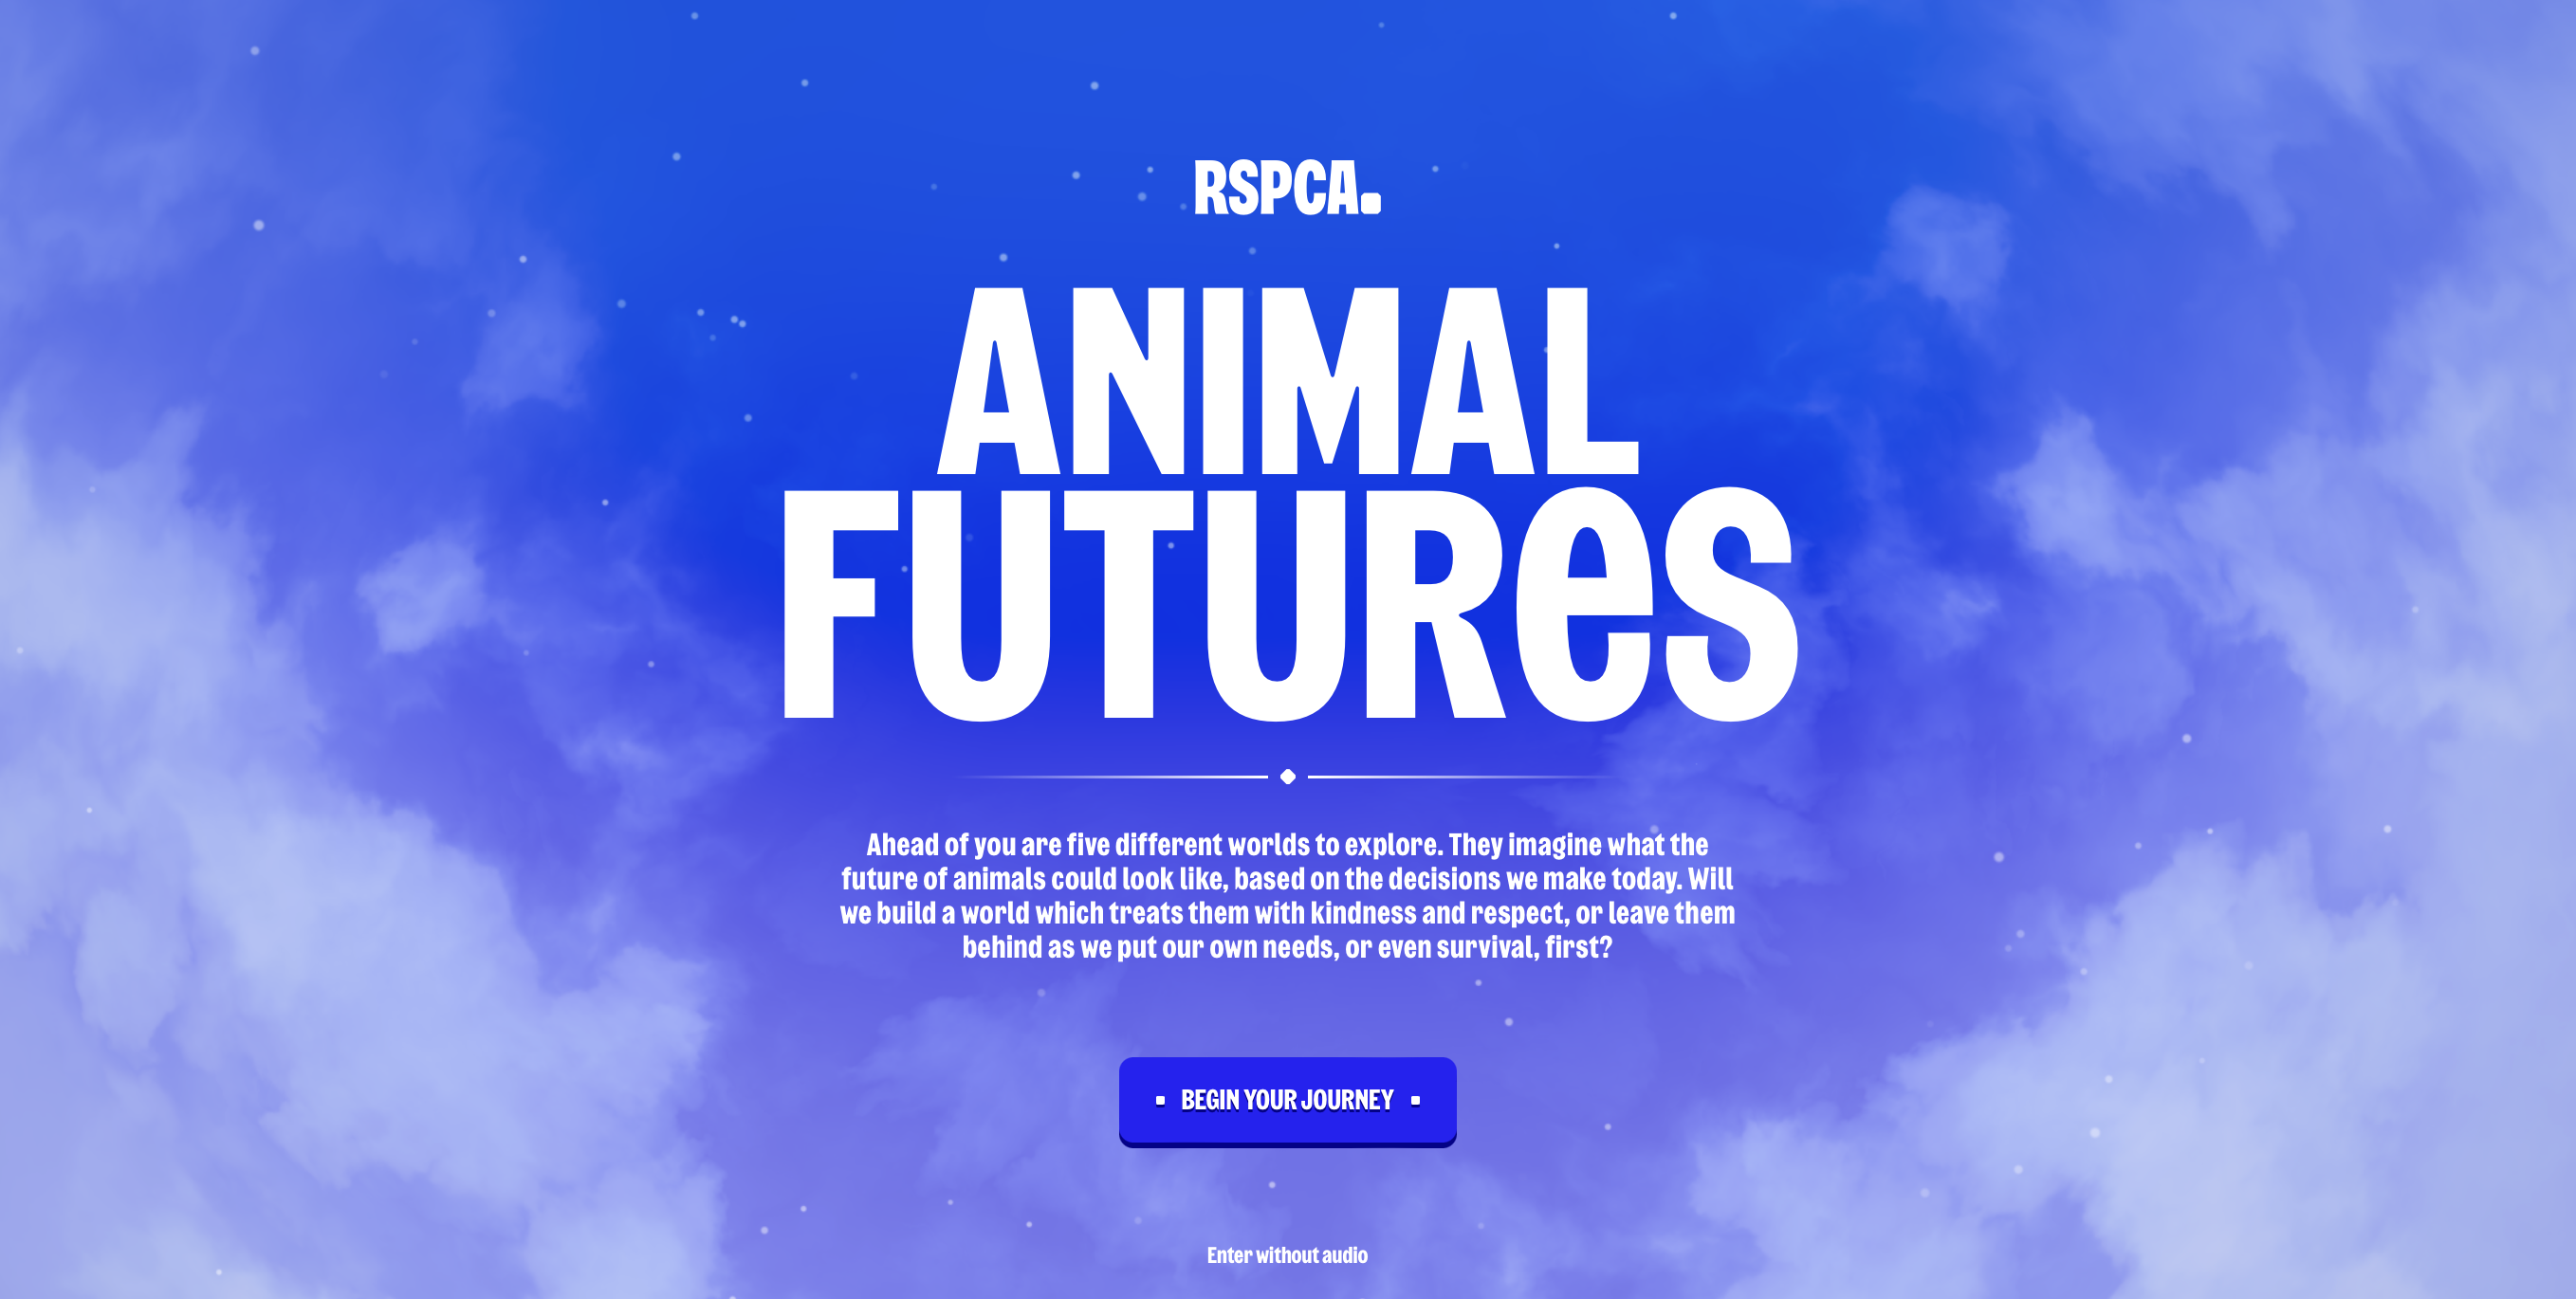 RSPCA.
ANIMAL
FUTURes
Ahead of you are five different worlds to explore. They imagine what the
future of animals could look like, based on the decisions we make today. Will
we build a world which treats them with kindness and respect, or leave them
behind as we put our own needs, or even survival, first?
BEGIN YOUR JOURNEY
Enter without audio